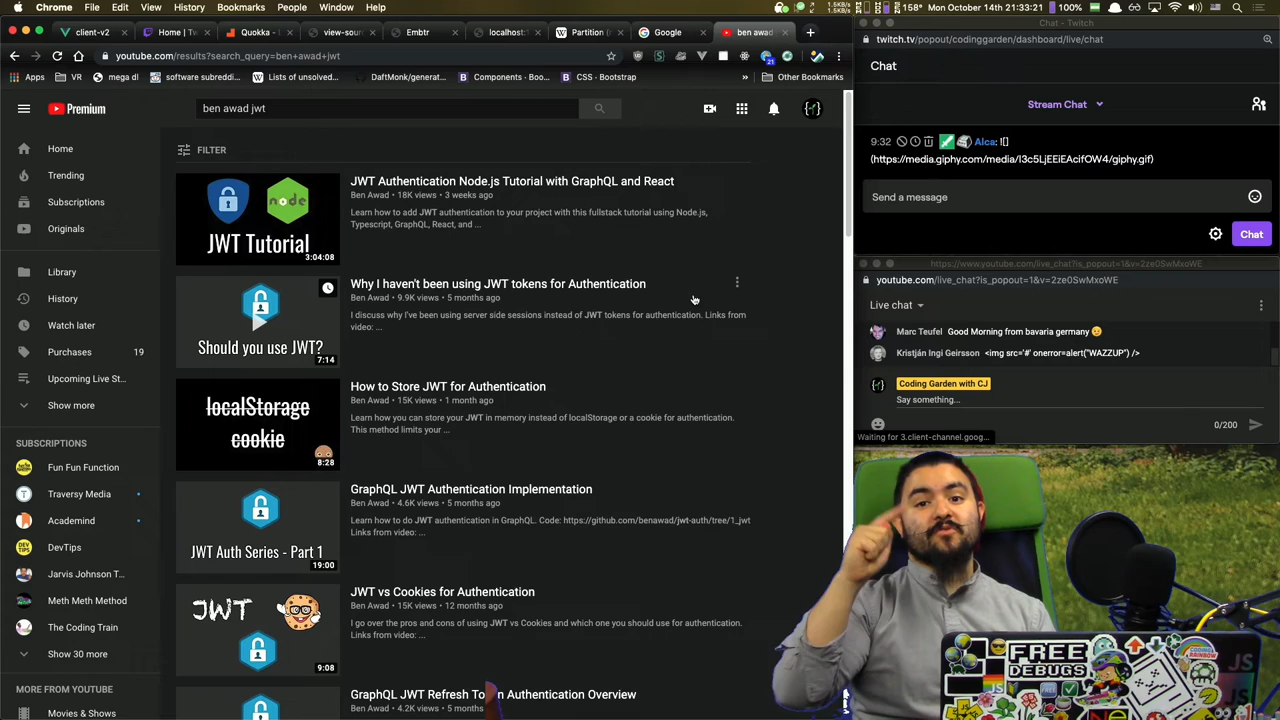 Chrome File Edit View History Bookmarks People Window Help
158° Mon October 14th 21:33:21 100%
client-v2
Home | Tw
Quokka -
view-sou
Embtr
localhost:
Partition (
Google
ben awad
youtube.com/results?search_query=ben+awad+jwt
21
Apps VR mega dl software subreddi... Lists of unsolved... DaftMonk/generat... Components · Boo... CSS · Bootstrap » Other Bookmarks
Premium
ben awad jwt
Home
Trending
Subscriptions
Originals
Library
History
Watch later
Purchases 19
Upcoming Live St...
Show more
SUBSCRIPTIONS
Fun Fun Function
Traversy Media
Academind
DevTips
Jarvis Johnson T...
Meth Meth Method
The Coding Train
Show 30 more
MORE FROM YOUTUBE
Movies & Shows
FILTER
JWT Tutorial
3:04:08
JWT Authentication Node.js Tutorial with GraphQL and React
Ben Awad • 18K views • 3 weeks ago
Learn how to add JWT authentication to your project with this fullstack tutorial using Node.js,
Typescript, GraphQL, React, and ...
Should you use JWT?
7:14
Why I haven't been using JWT tokens for Authentication
Ben Awad • 9.9K views • 5 months ago
I discuss why I've been using server side sessions instead of JWT tokens for authentication. Links from
video: ...
localStorage
cookie
8:28
How to Store JWT for Authentication
Ben Awad • 15K views • 1 month ago
Learn how you can store your JWT in memory instead of localStorage or a cookie for authentication.
This method limits your ...
JWT Auth Series - Part 1
19:00
GraphQL JWT Authentication Implementation
Ben Awad • 4.6K views • 5 months ago
Learn how to do JWT authentication in GraphQL. Code: https://github.com/benawad/jwt-auth/tree/1_jwt
Links from video: ...
JWT
9:08
JWT vs Cookies for Authentication
Ben Awad • 15K views • 12 months ago
I go over the pros and cons of using JWT vs Cookies and which one you should use for authentication.
Links from video: ...
GraphQL JWT Refresh Token Authentication Overview
Ben Awad • 4.2K views • 5 months
Chat - Twitch
twitch.tv/popout/codinggarden/dashboard/live/chat
Chat
Stream Chat
9:32 Alca: ![]
(https://media.giphy.com/media/l3c5LjEEiEAcifOW4/giphy.gif)
Send a message
Chat
https://www.youtube.com/live_chat?is_popout=1&v=2ze0SwMxoWE
youtube.com/live_chat?is_popout=1&v=2ze0SwMxoWE
Live chat
Marc Teufel Good Morning from bavaria germany
Kristján Ingi Geirsson <img src='#' onerror=alert("WAZZUP") />
Coding Garden with CJ
Say something...
0/200
Waiting for 3.client-channel.goog...
FREE
DEBUGS
CODING
RAINBOW
FREE
JS
JS